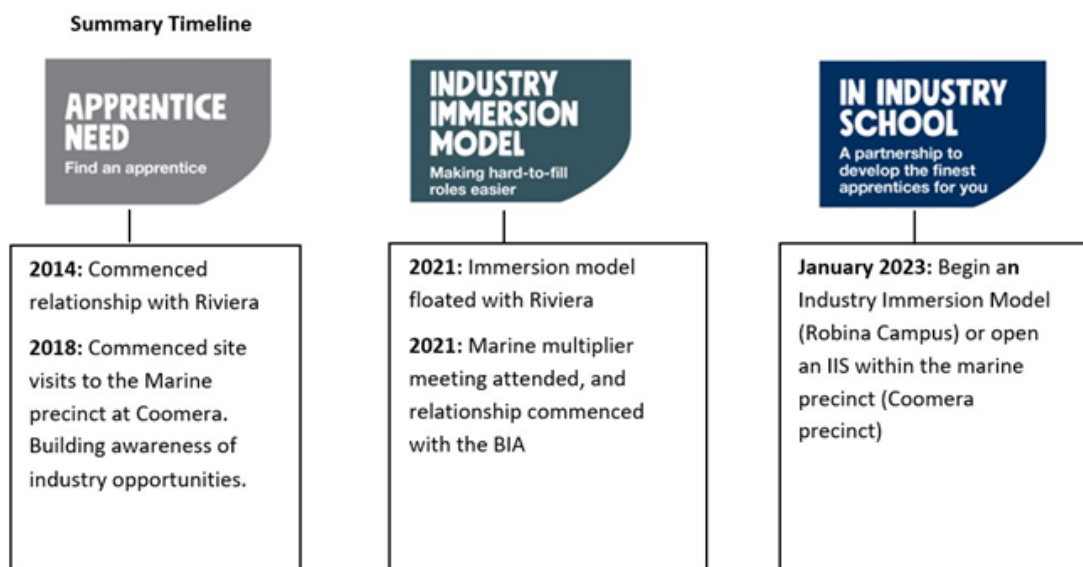 Summary Timeline
APPRENTICE
NEED
Find an apprentice
2014: Commenced
relationship with Riviera
2018: Commenced site
visits to the Marine
precinct at Coomera.
Building awareness of
industry opportunities.
INDUSTRY
IMMERSION
MODEL
Making hard-to-fill
roles easier
2021: Immersion model
floated with Riviera
2021: Marine multiplier
meeting attended, and
relationship commenced
with the BIA
IN INDUSTRY
SCHOOL
A partnership to
develop the finest
apprentices for you
January 2023: Begin an
Industry Immersion Model
(Robina Campus) or open
an IIS within the marine
precinct (Coomera
precinct)